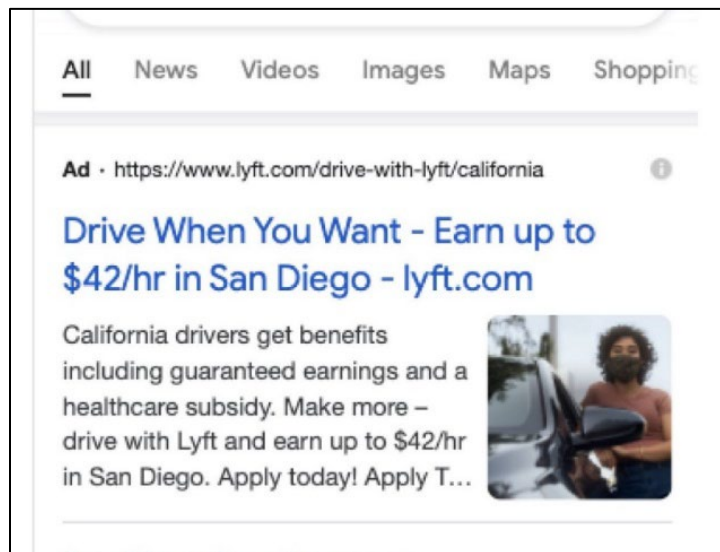 All News Videos Images Maps Shopping
Ad · https://www.lyft.com/drive-with-lyft/california
Drive When You Want - Earn up to
$42/hr in San Diego - lyft.com
California drivers get benefits
including guaranteed earnings and a
healthcare subsidy. Make more –
drive with Lyft and earn up to $42/hr
in San Diego. Apply today! Apply T...